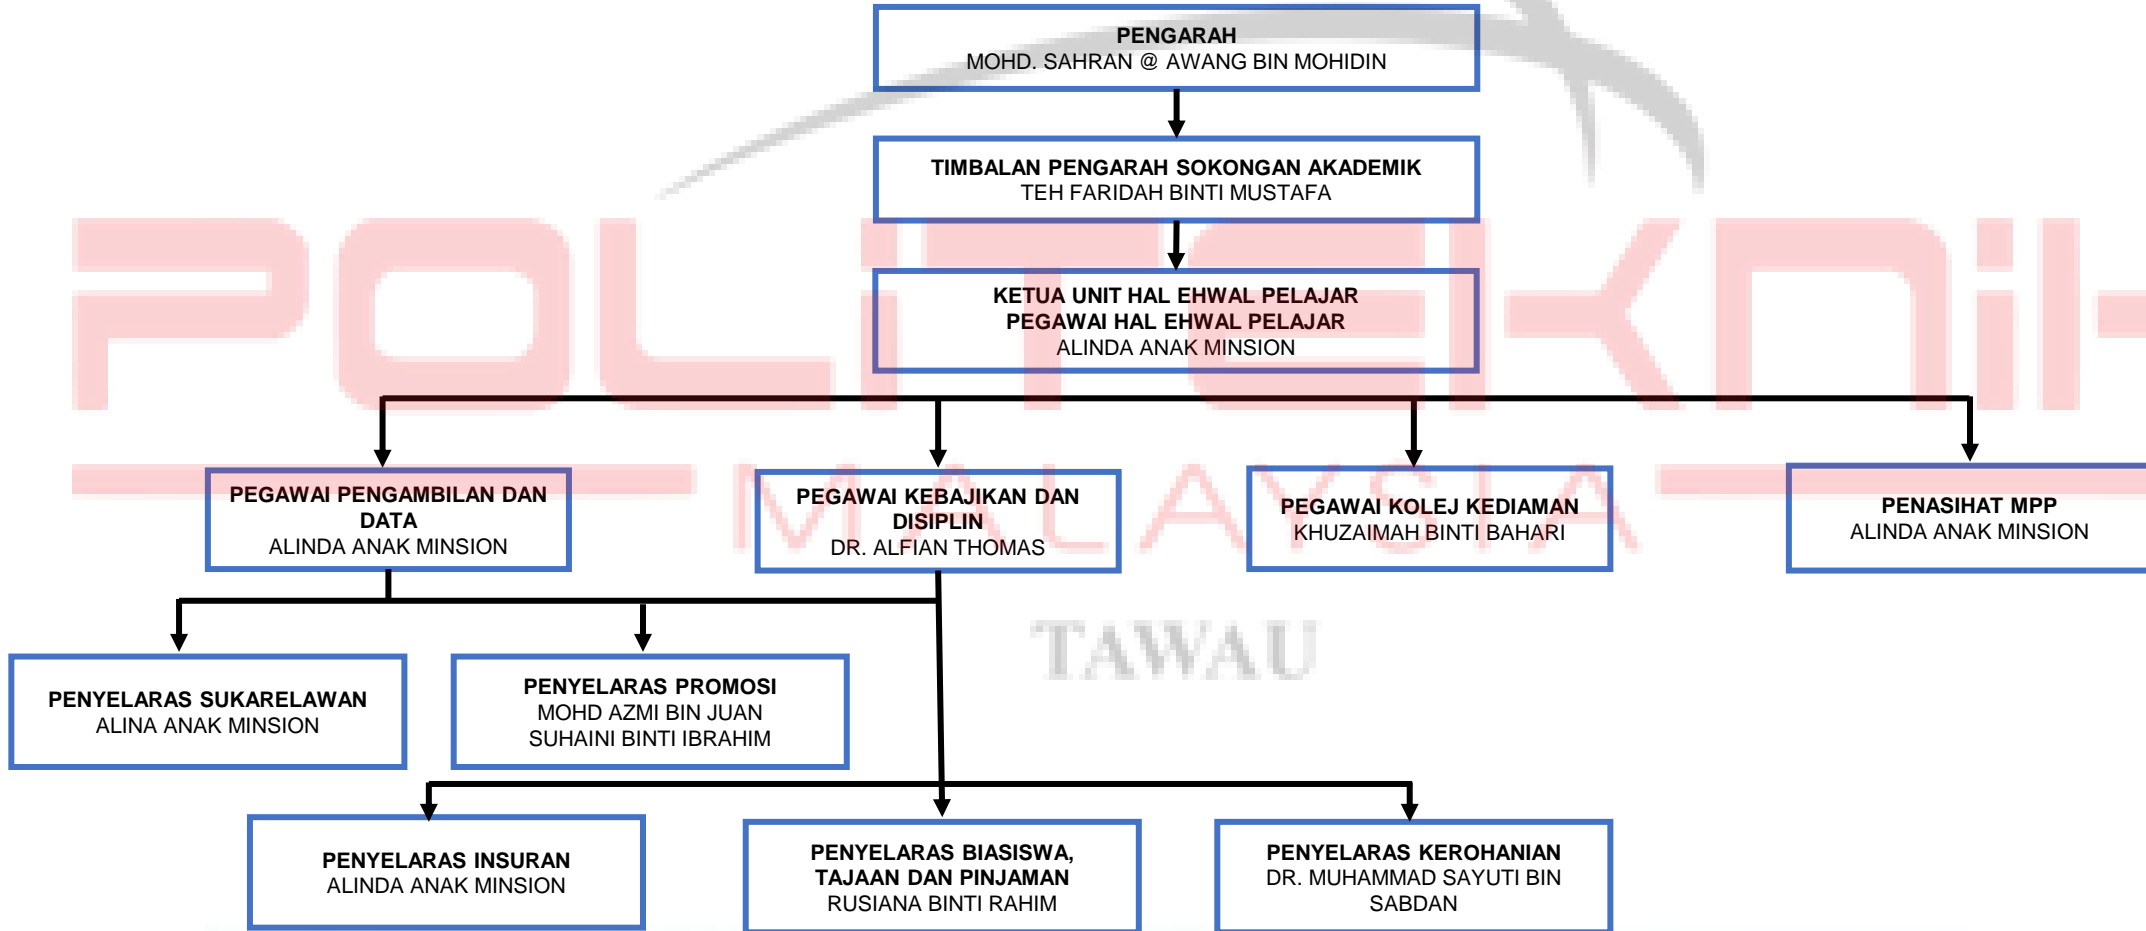 PENGARAH
MOHD. SAHRAN @ AWANG BIN MOHIDIN
TIMBALAN PENGARAH SOKONGAN AKADEMIK
TEH FARIDAH BINTI MUSTAFA
POLITEKNIK
KETUA UNIT HAL EHWAL PELAJAR
PEGAWAI HAL EHWAL PELAJAR
ALINDA ANAK MINSION
MALAYSIA
PEGAWAI PENGAMBILAN DAN
DATA
ALINDA ANAK MINSION
PEGAWAI KEBAJIKAN DAN
DISIPLIN
DR. ALFIAN THOMAS
PEGAWAI KOLEJ KEDIAMAN
KHUZAIMAH BINTI BAHARI
PENASIHAT MPP
ALINDA ANAK MINSION
TAWAU
PENYELARAS SUKARELAWAN
ALINA ANAK MINSION
PENYELARAS PROMOSI
MOHD AZMI BIN JUAN
SUHAINI BINTI IBRAHIM
PENYELARAS INSURAN
ALINDA ANAK MINSION
PENYELARAS BIASISWA,
TAJAAN DAN PINJAMAN
RUSIANA BINTI RAHIM
PENYELARAS KEROHANIAN
DR. MUHAMMAD SAYUTI BIN
SABDAN